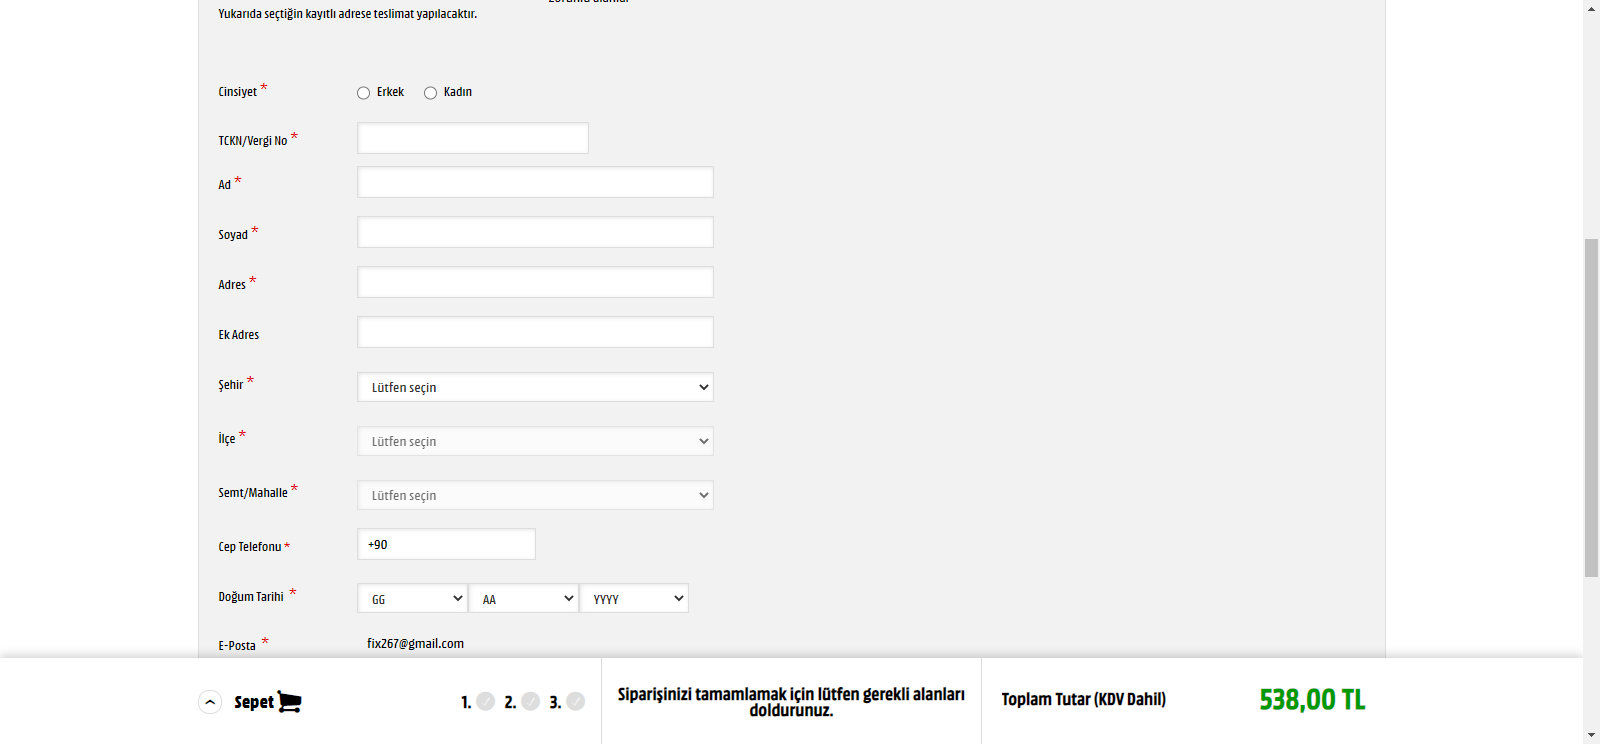 Yukarıda seçtiğin kayıtlı adrese teslimat yapılacaktır.
Cinsiyet * Erkek Kadın
TCKN/Vergi No *
Ad *
Soyad *
Adres *
Ek Adres
Şehir * Lütfen seçin
İlçe * Lütfen seçin
Semt/Mahalle * Lütfen seçin
Cep Telefonu * +90
Doğum Tarihi * GG AA YYYY
E-Posta * fix267@gmail.com
Sepet 1. 2. 3.
Siparişinizi tamamlamak için lütfen gerekli alanları
doldurunuz.
Toplam Tutar (KDV Dahil) 538,00 TL